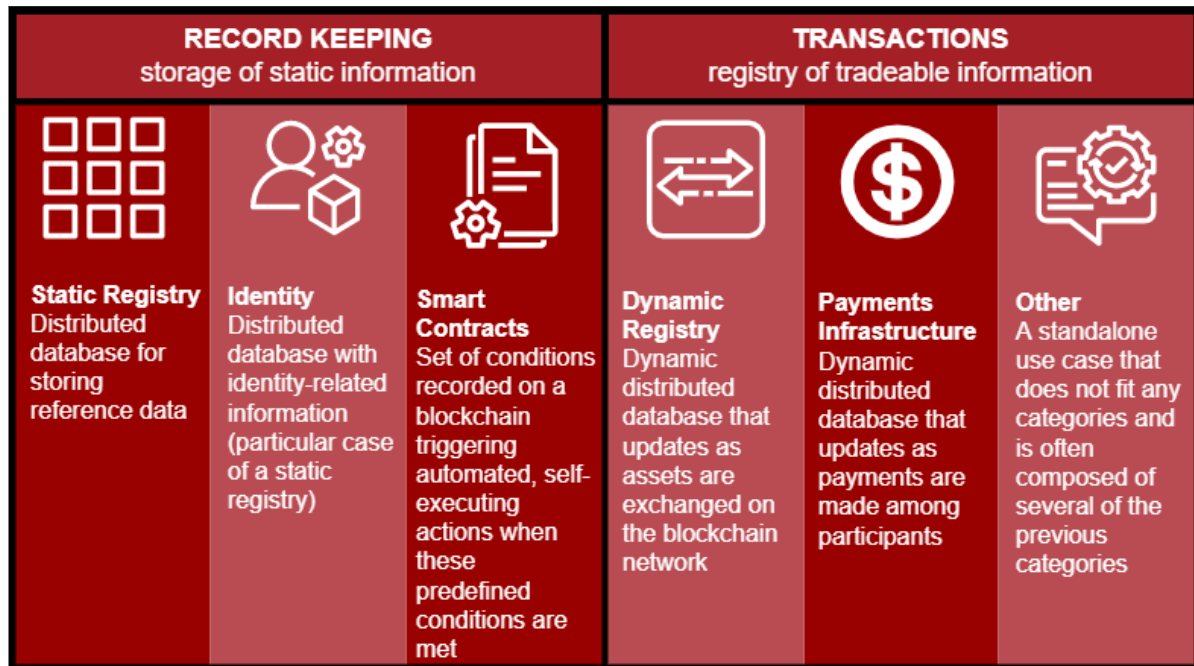 RECORD KEEPING
storage of static information
TRANSACTIONS
registry of tradeable information
Static Registry
Distributed
database for
storing
reference data
Identity
Distributed
database with
identity-related
information
(particular case
of a static
registry)
Smart
Contracts
Set of conditions
recorded on a
blockchain
triggering
automated, self-
executing
actions when
these
predefined
conditions are
met
Dynamic
Registry
Dynamic
distributed
database that
updates as
assets are
exchanged on
the blockchain
network
$
Payments
Infrastructure
Dynamic
distributed
database that
updates as
payments are
made among
participants
Other
A standalone
use case that
does not fit any
categories and
is often
composed of
several of the
previous
categories